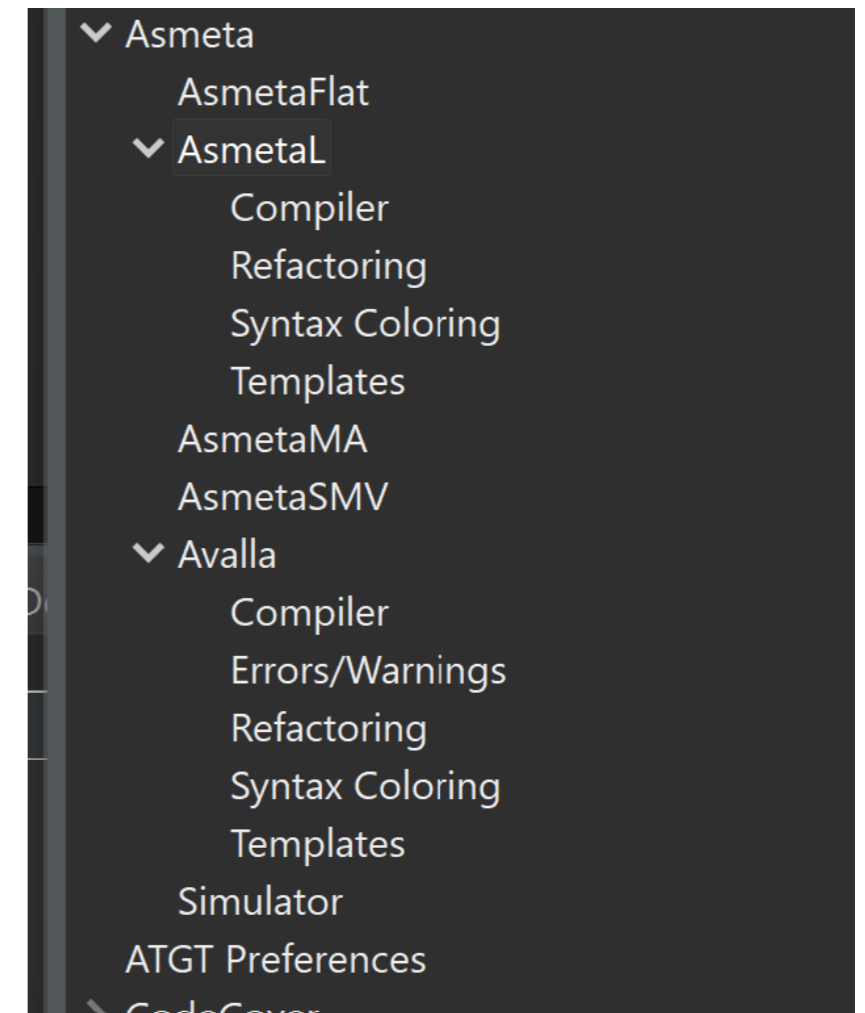 Asmeta
AsmetaFlat
AsmetaL
Compiler
Refactoring
Syntax Coloring
Templates
AsmetaMA
AsmetaSMV
Avalla
Compiler
Errors/Warnings
Refactoring
Syntax Coloring
Templates
Simulator
ATGT Preferences
CodeCover